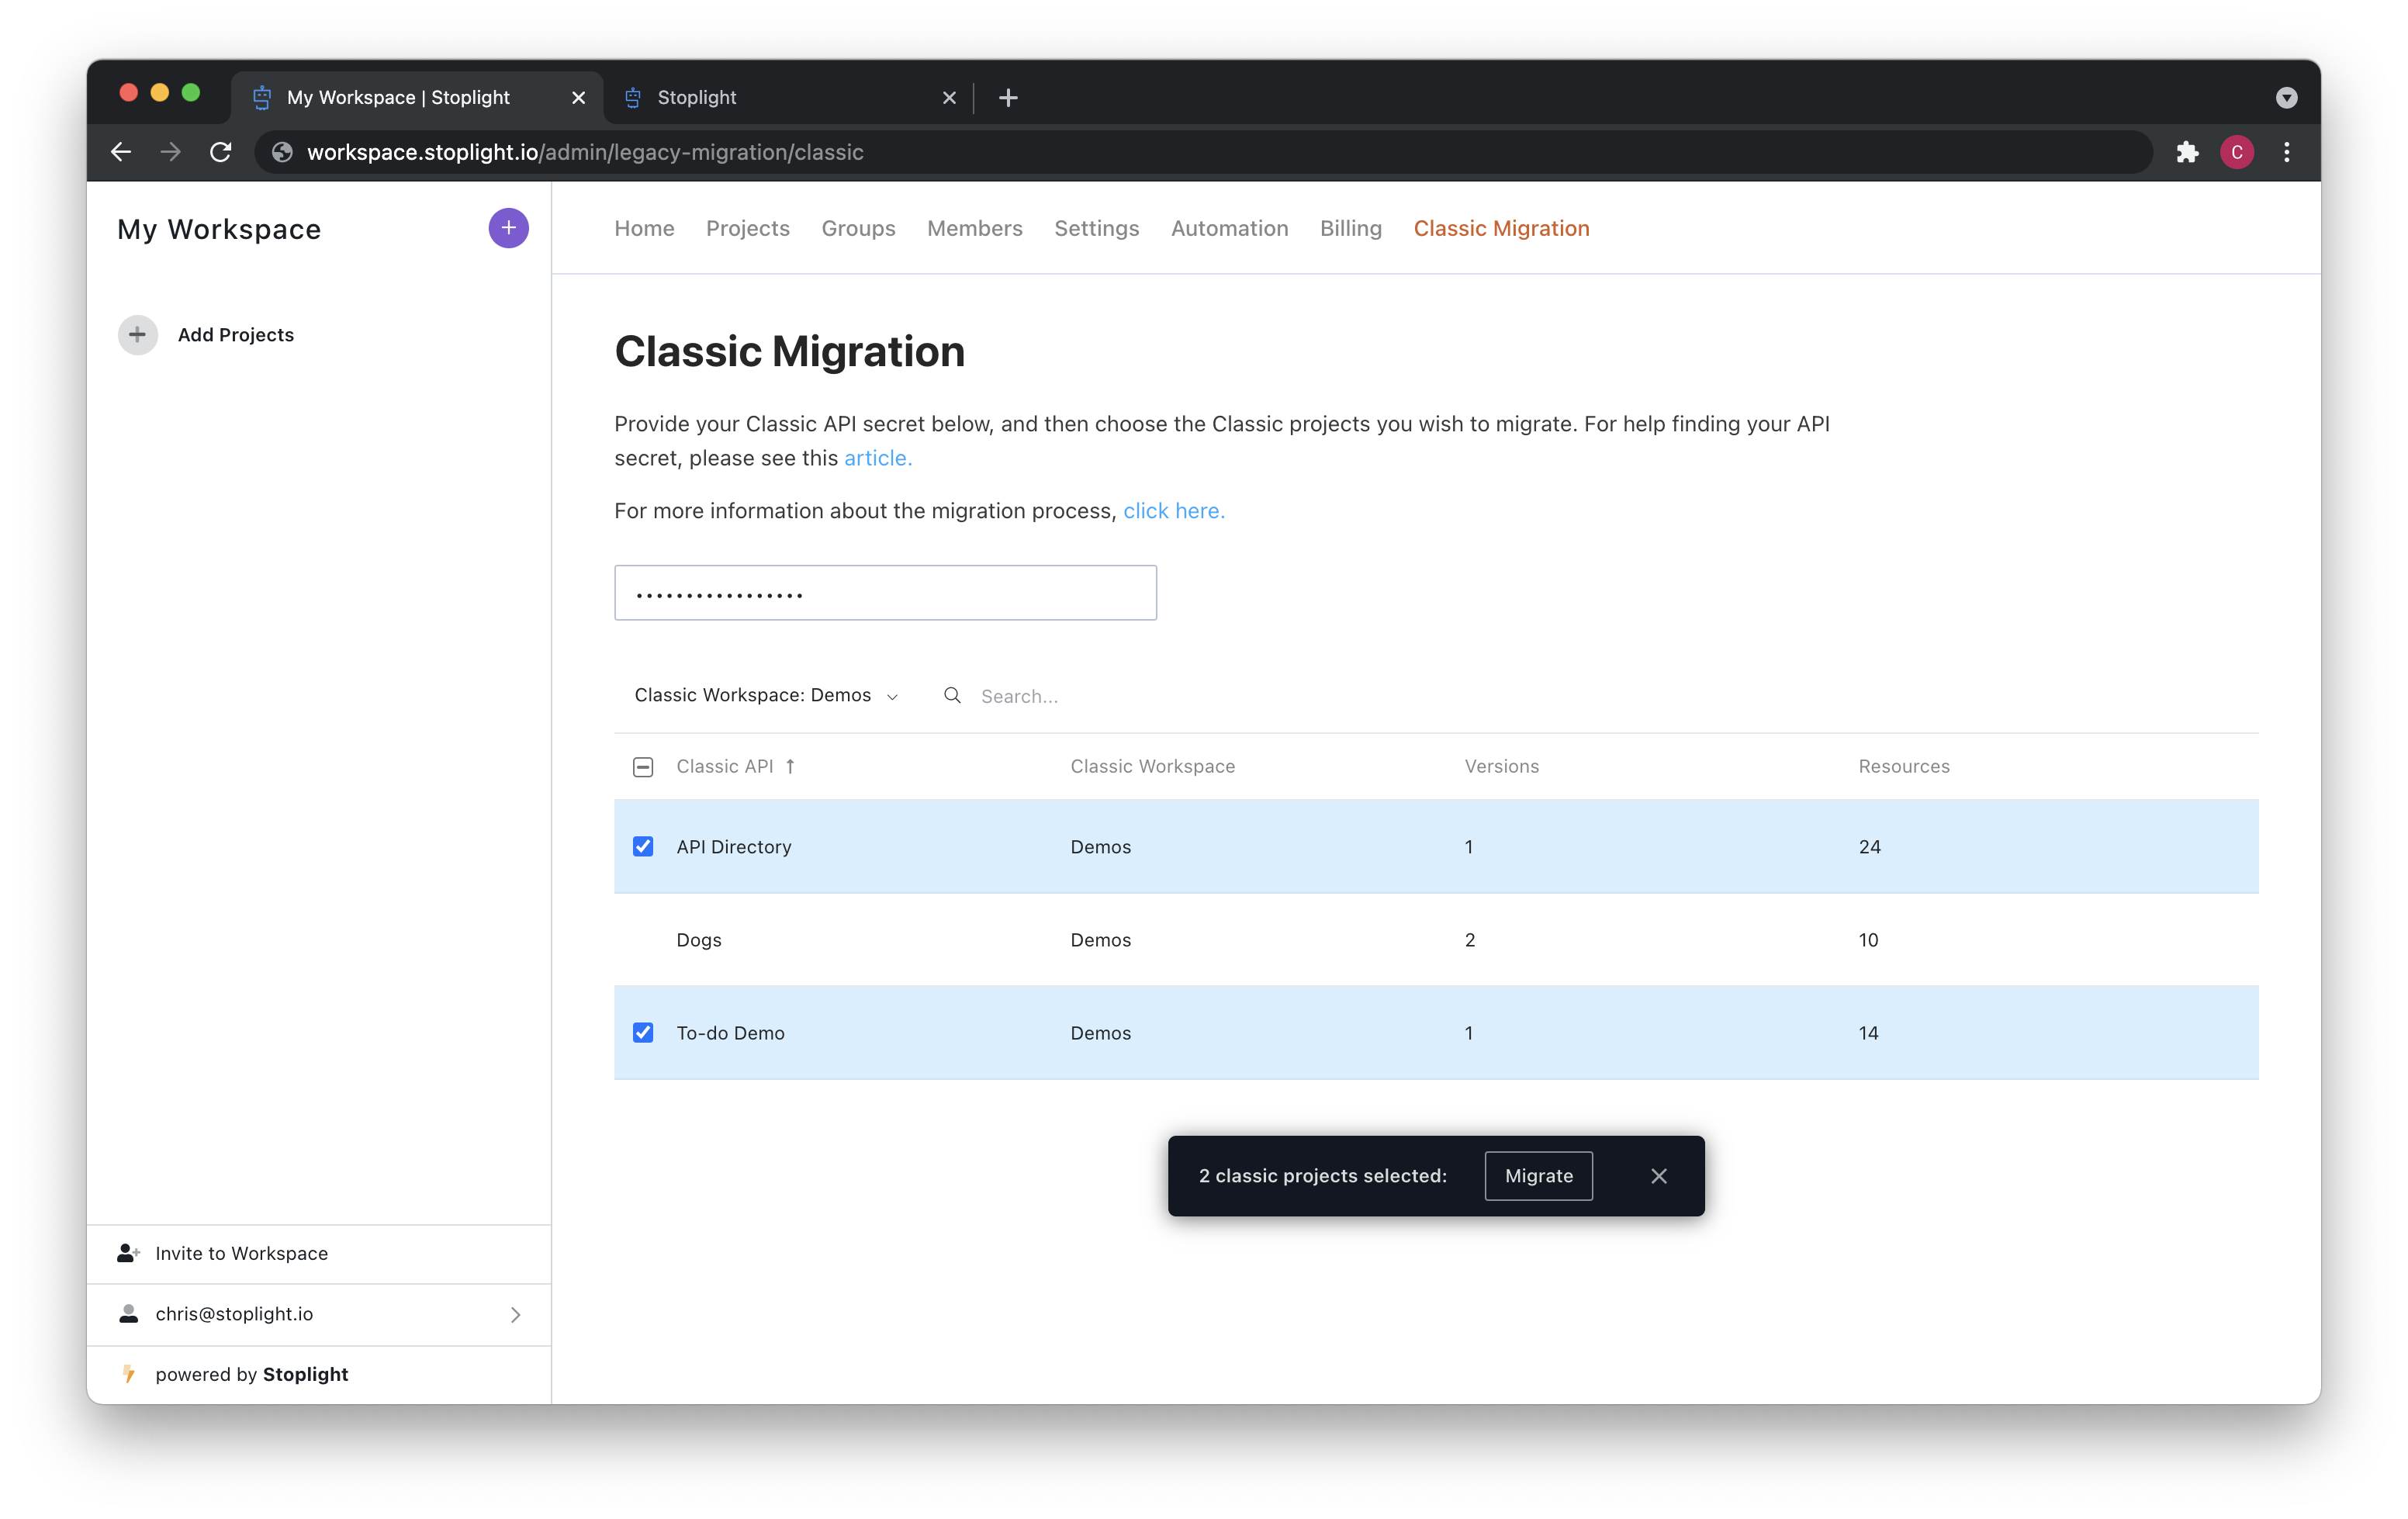 My Workspace | Stoplight
Stoplight
workspace.stoplight.io/admin/legacy-migration/classic
C
My Workspace
Home Projects Groups Members Settings Automation Billing Classic Migration
Add Projects
Classic Migration
Provide your Classic API secret below, and then choose the Classic projects you wish to migrate. For help finding your API
secret, please see this article.
For more information about the migration process, click here.
Classic Workspace: Demos
Search...
Classic API ↑ Classic Workspace Versions Resources
API Directory Demos 1 24
Dogs Demos 2 10
To-do Demo Demos 1 14
2 classic projects selected: Migrate
Invite to Workspace
chris@stoplight.io
powered by Stoplight